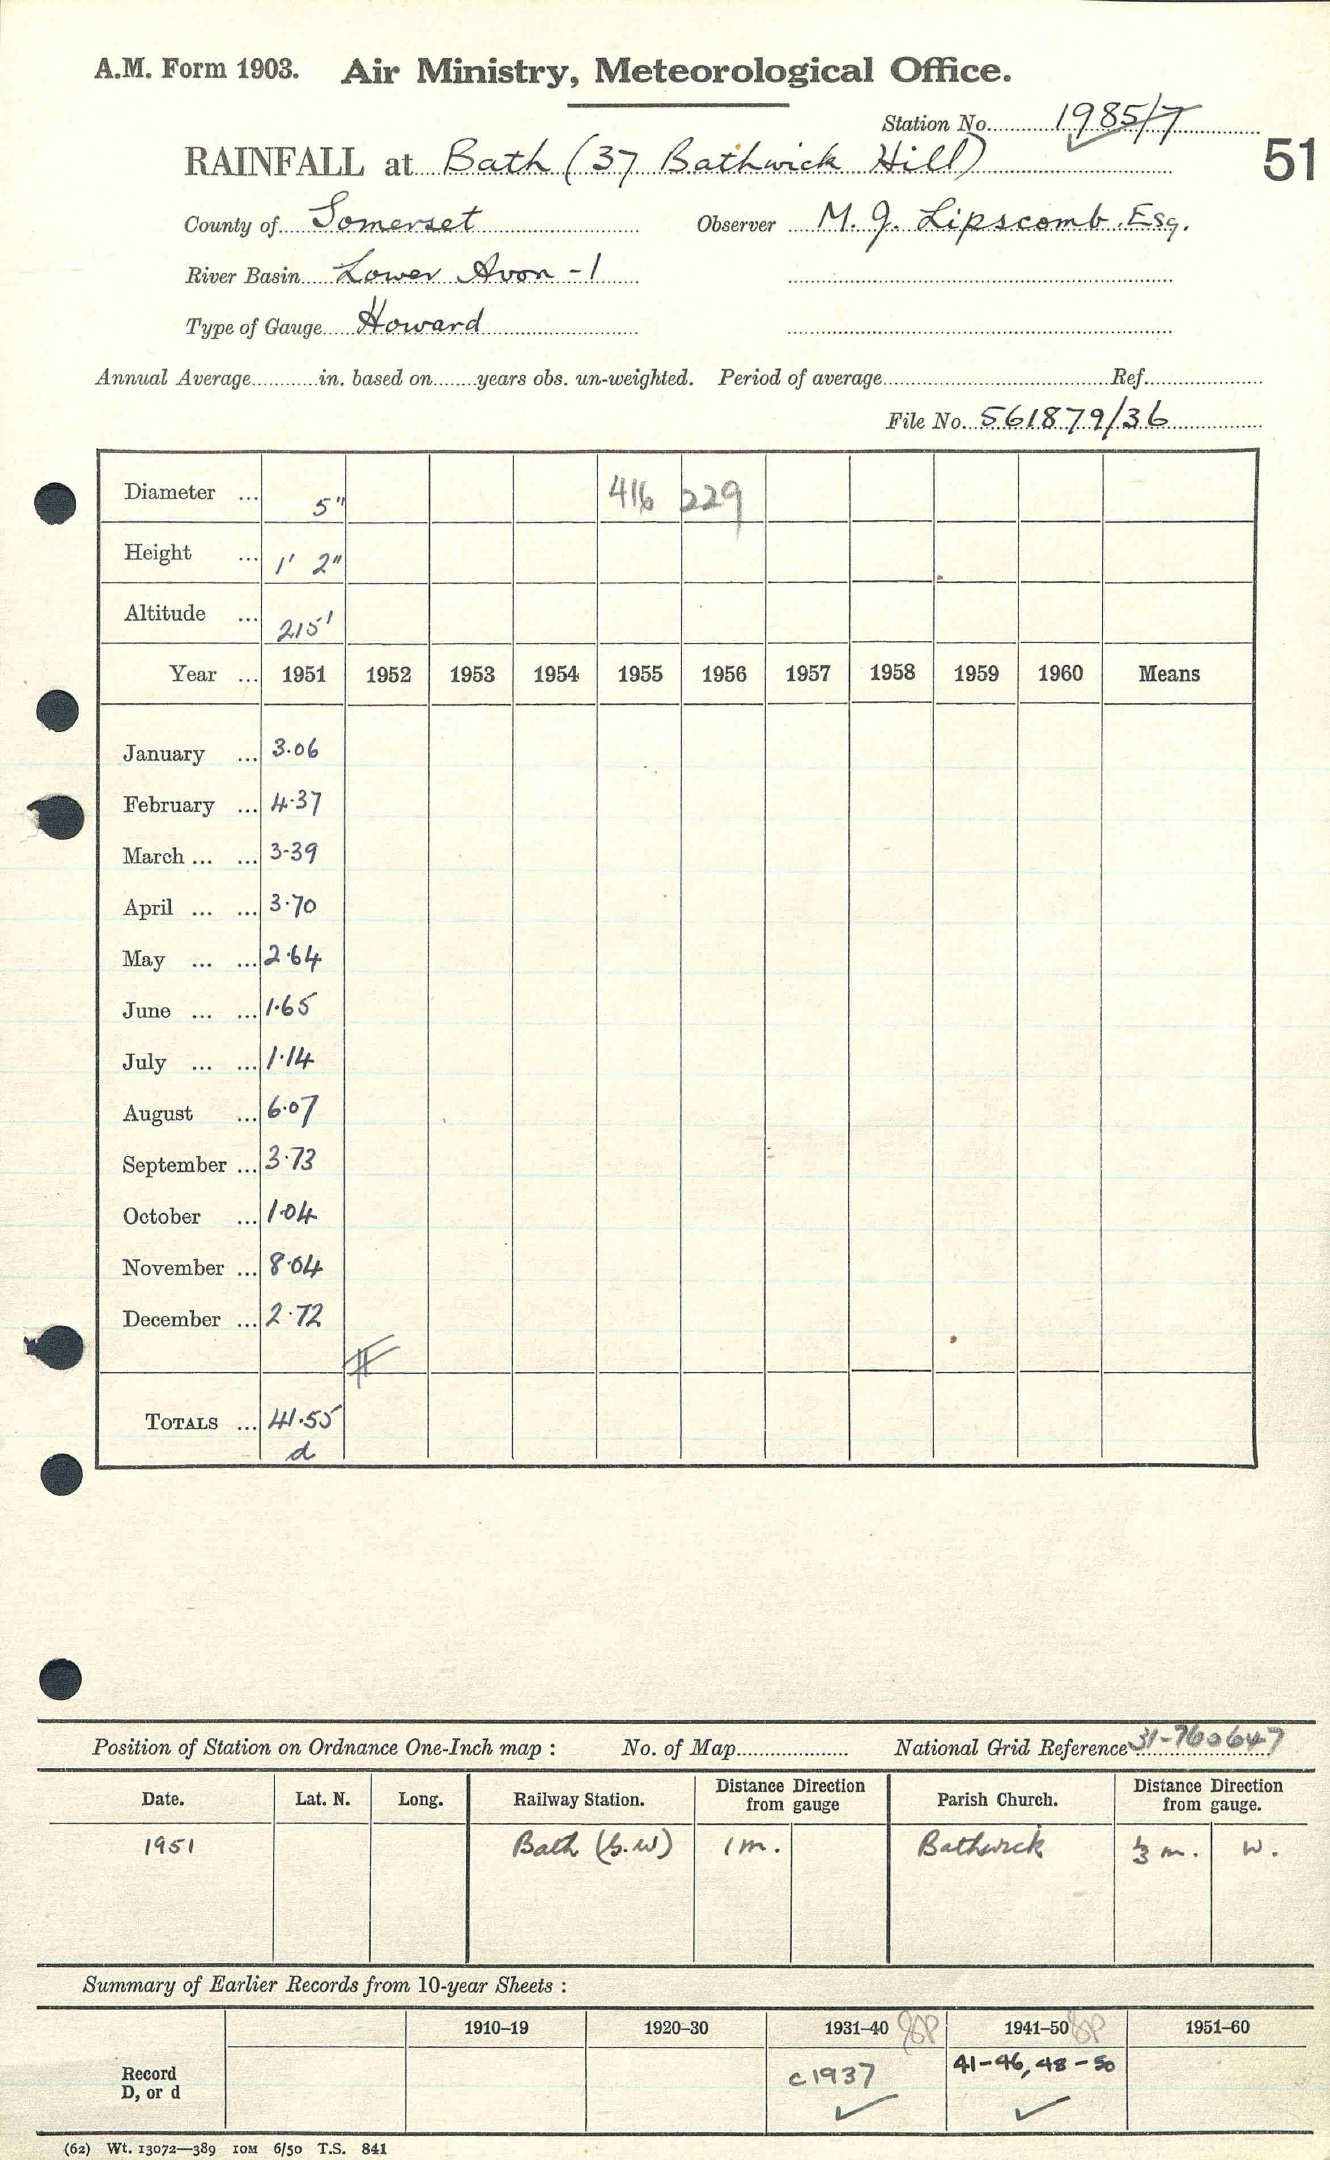 A.M. Form 1903. Air Ministry, Meteorological Office.
Station No. 1985/7
51
RAINFALL at Bath (37 Bathwick Hill)
County of Somerset Observer M. J. Lipscomb, Esq.
River Basin Lower Avon - 1
Type of Gauge Howard
Annual Average............in. based on........years obs. un-weighted. Period of average..........Ref..........
File No. 561879/36
Diameter ... 5" 416 229
Height ... 1' 2"
Altitude ... 215'
Year ... 1951 1952 1953 1954 1955 1956 1957 1958 1959 1960 Means
January ... 3.06
February ... 4.37
March ... ... 3.39
April ... ... 3.70
May ... ... 2.64
June ... ... 1.65
July ... ... 1.14
August ... 6.07
September ... 3.73
October ... 1.04
November ... 8.04
December ... 2.72
TOTALS ... 41.55
d
Position of Station on Ordnance One-Inch map : No. of Map.......... National Grid Reference 31-760647
Date. Lat. N. Long. Railway Station. Distance Direction from gauge Parish Church. Distance Direction from gauge.
1951 Bath (G.W) 1 m. Bathwick 1/3 m. W.
Summary of Earlier Records from 10-year Sheets :
1910–19 1920–30 1931–40 1941–50 1951–60
Record D, or d c1937 41-46, 48-50
(62) Wt. 13072—389 10M 6/50 T.S. 841